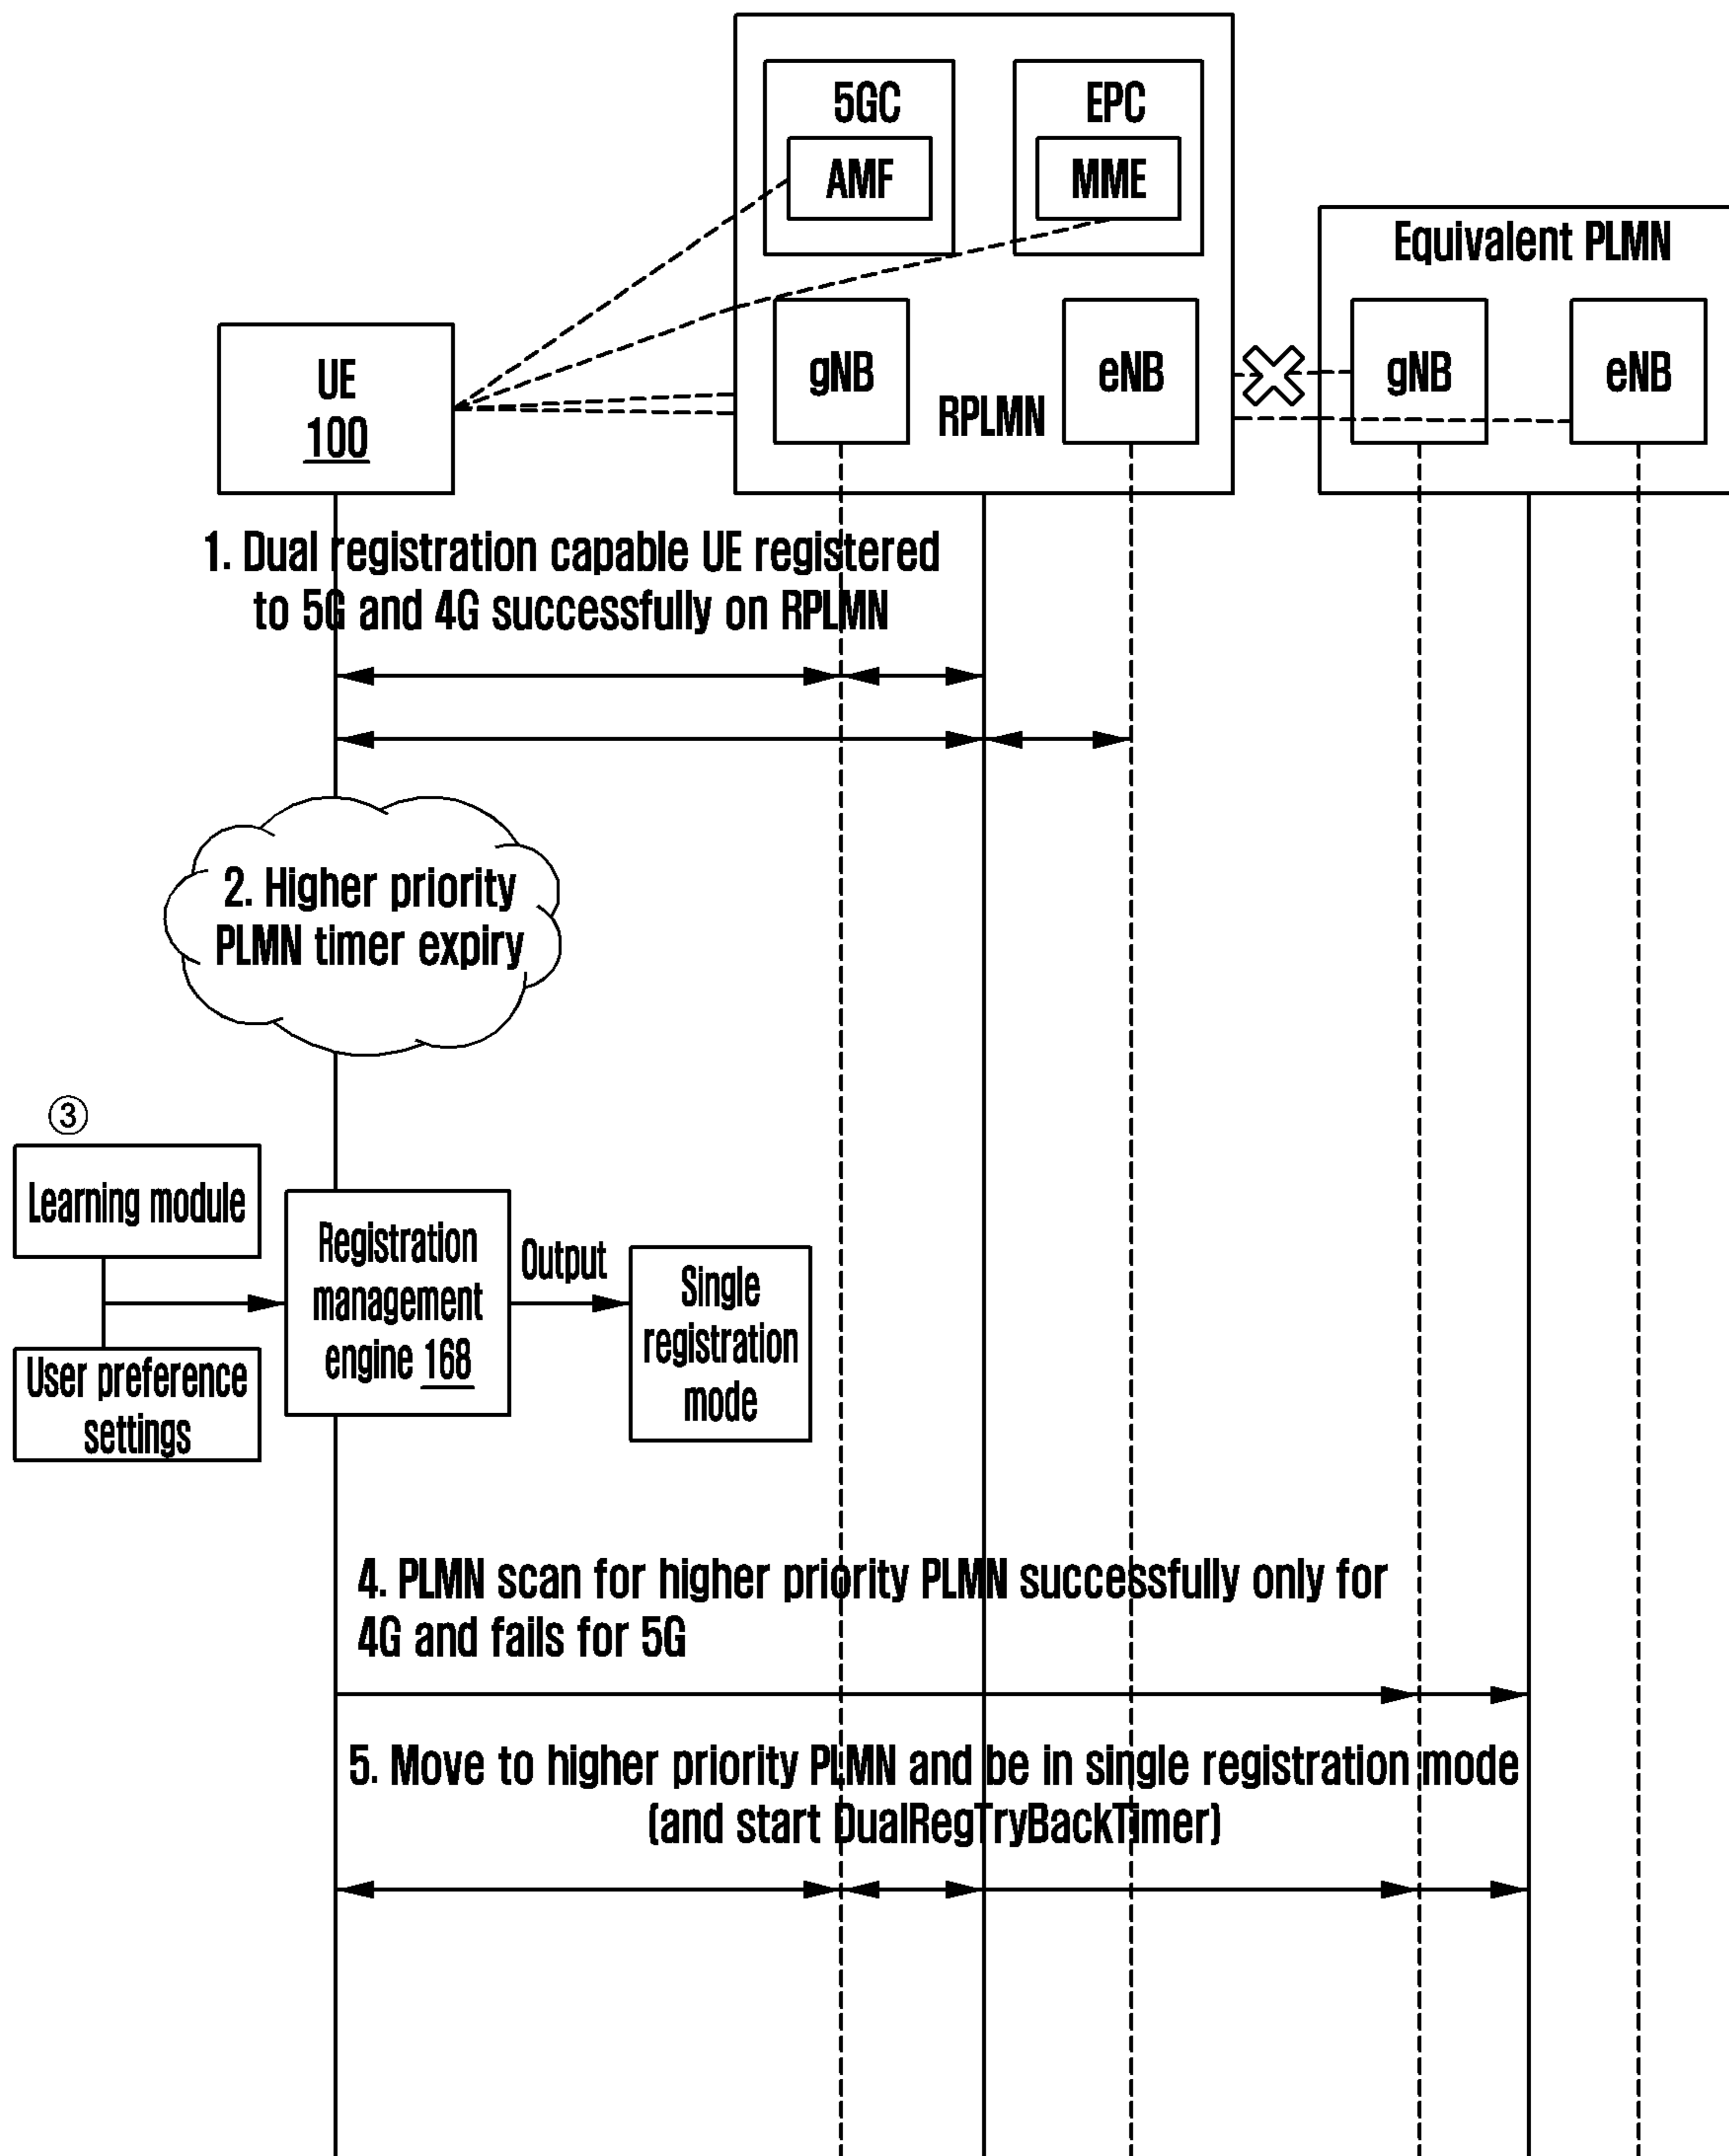 5GC
AMF
EPC
MME
Equivalent PLMN
UE
100
gNB
RPLMN
eNB
gNB
eNB
1. Dual registration capable UE registered
to 5G and 4G successfully on RPLMN
2. Higher priority
PLMN timer expiry
③
Learning module
User preference
settings
Registration
management
engine 168
Output
Single
registration
mode
4. PLMN scan for higher priority PLMN successfully only for
4G and fails for 5G
5. Move to higher priority PLMN and be in single registration mode
(and start DualRegTryBackTimer)